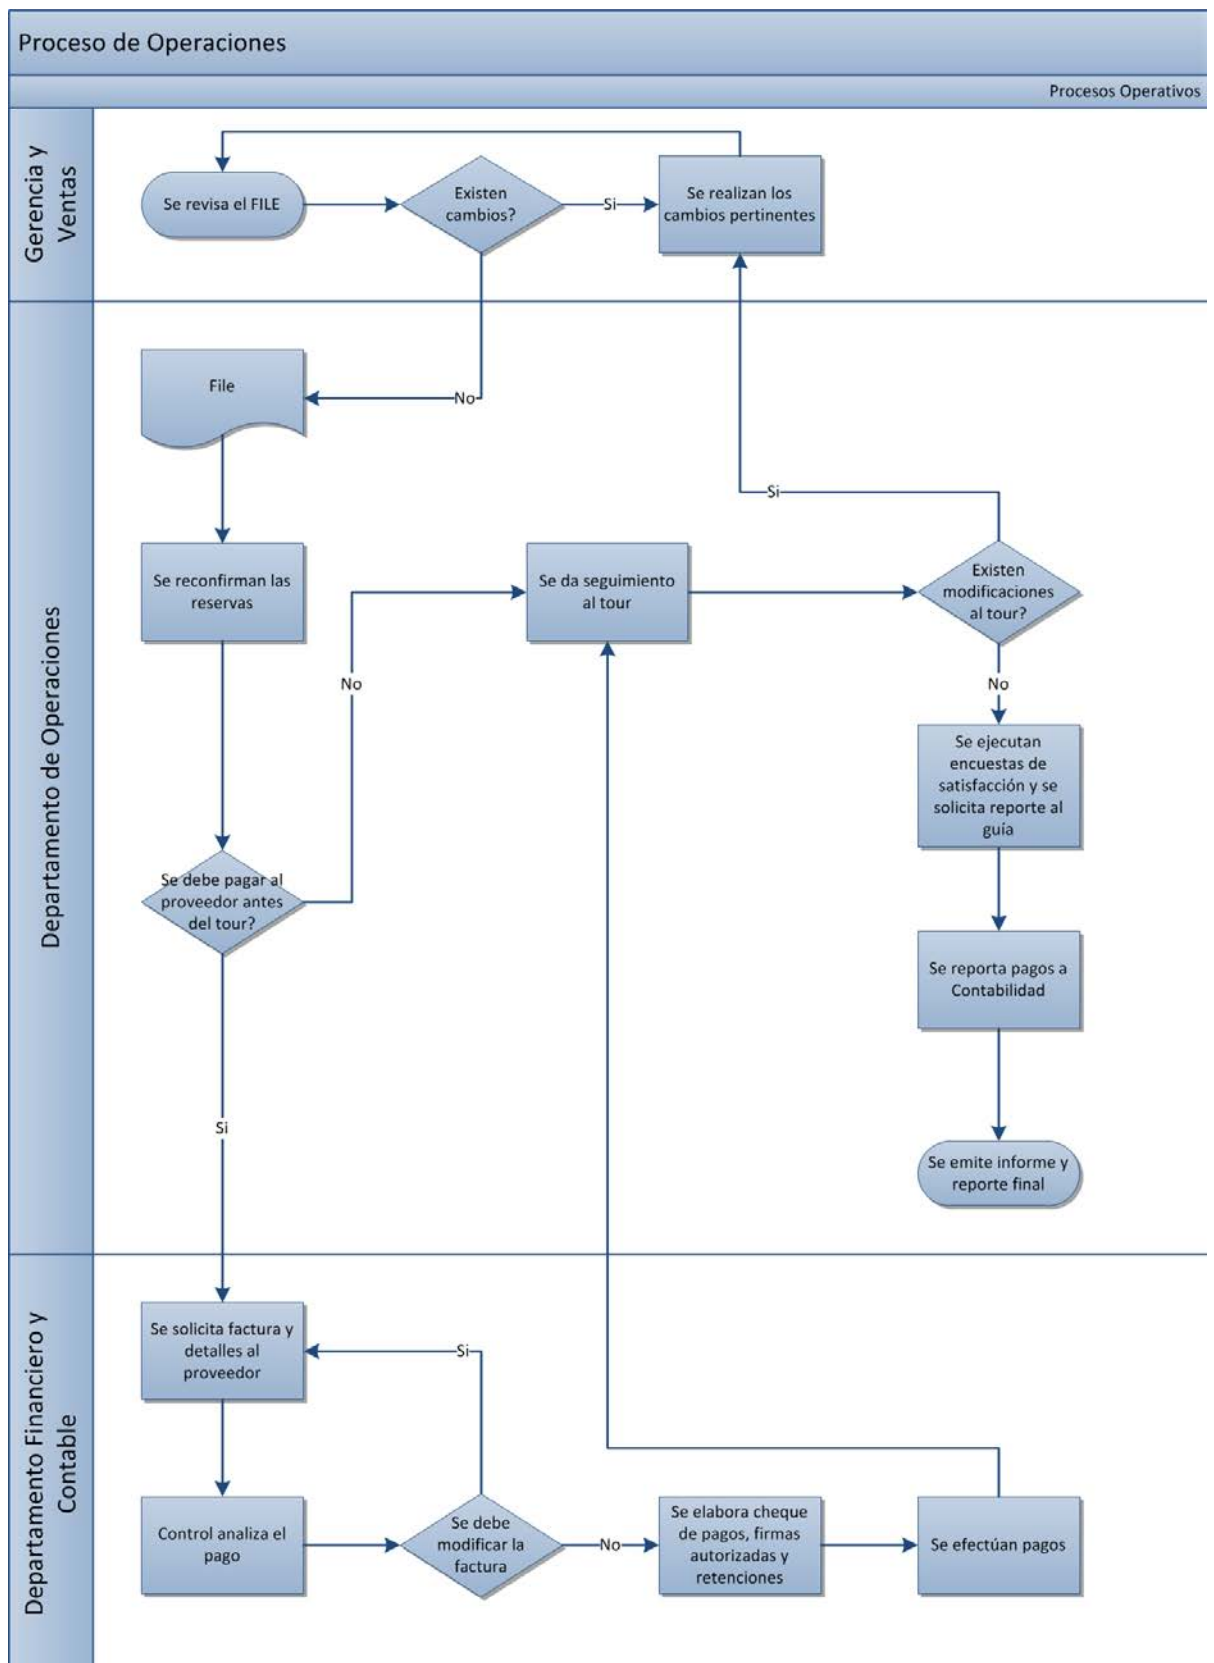 Proceso de Operaciones
Procesos Operativos
Gerencia y
Ventas
Se revisa el FILE
Existen
cambios?
Si
Se realizan los
cambios pertinentes
Departamento de Operaciones
File
No
Si
Se reconfirman las
reservas
Se da seguimiento
al tour
Existen
modificaciones
al tour?
No
No
Se ejecutan
encuestas de
satisfacción y se
solicita reporte al
guía
Se debe pagar al
proveedor antes
del tour?
Se reporta pagos a
Contabilidad
Si
Se emite informe y
reporte final
Departamento Financiero y
Contable
Se solicita factura y
detalles al
proveedor
Si
Control analiza el
pago
Se debe
modificar la
factura
No
Se elabora cheque
de pagos, firmas
autorizadas y
retenciones
Se efectúan pagos